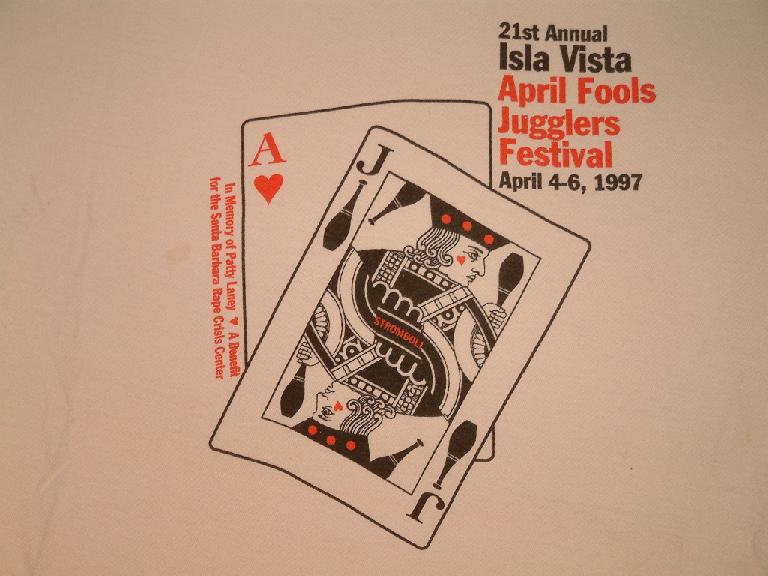 21st Annual
Isla Vista
April Fools
Jugglers
Festival
April 4-6, 1997
A
J
In Memory of Patty Laney ♥ A Benefit
for the Santa Barbara Rape Crisis Center
STROMBOLI
J